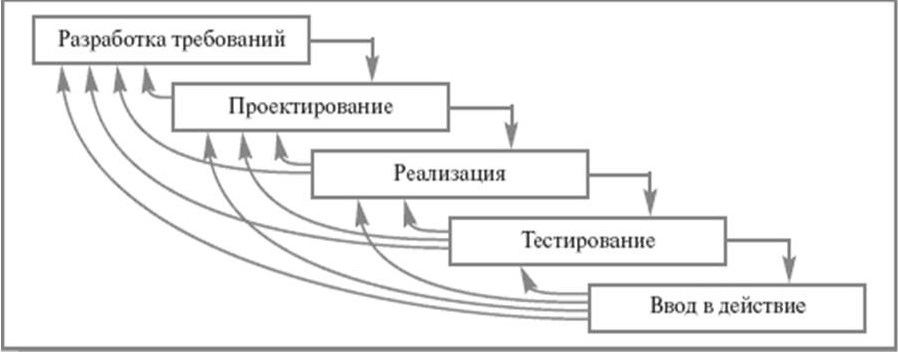 Разработка требований
Проектирование
Реализация
Тестирование
Ввод в действие